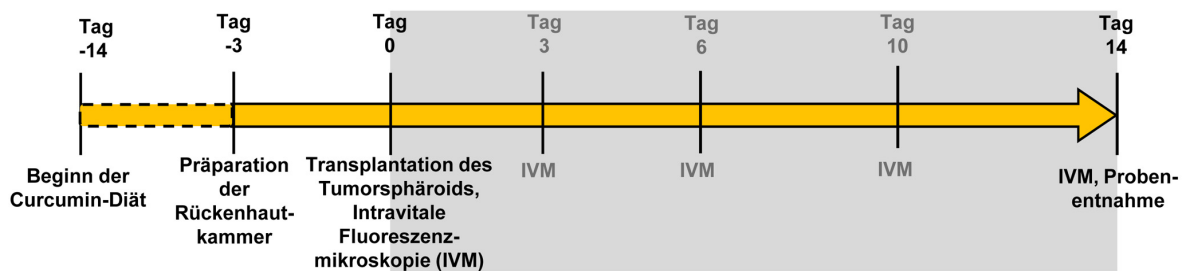 Tag
-14
Tag
-3
Tag
0
Tag
3
Tag
6
Tag
10
Tag
14
Beginn der
Curcumin-Diät
Präparation
der
Rückenhaut-
kammer
Transplantation des
Tumorsphäroids,
Intravitale
Fluoreszenz-
mikroskopie (IVM)
IVM
IVM
IVM
IVM, Proben-
entnahme